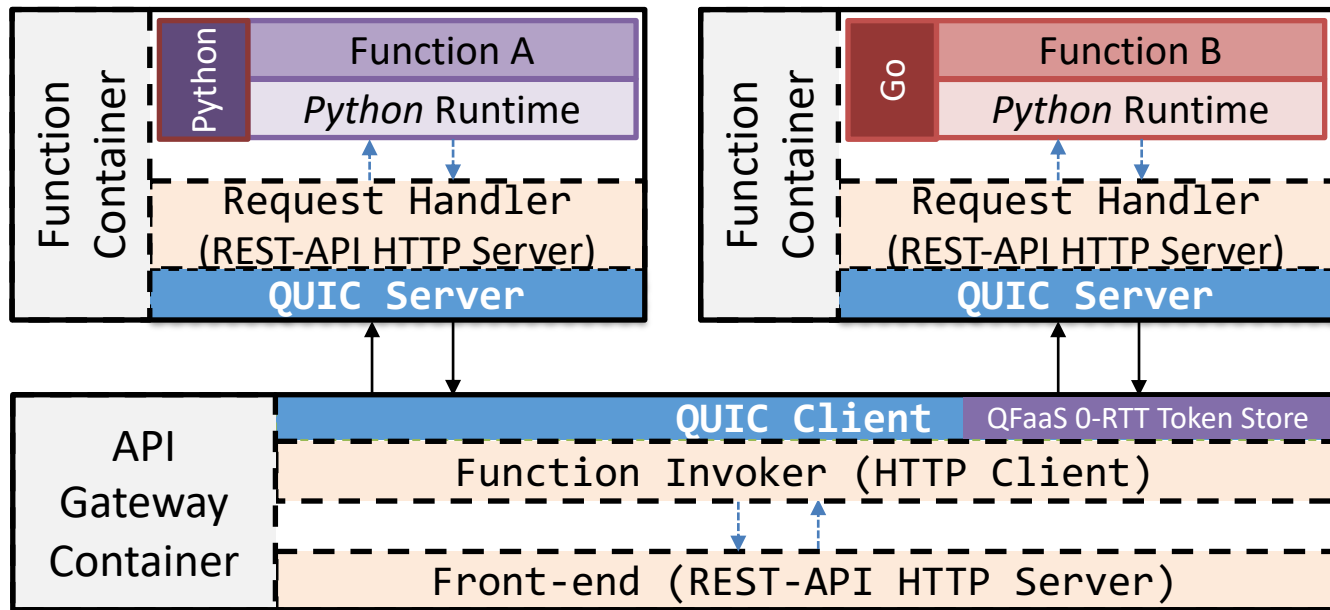 Function
Container
Python
Function A
Python Runtime
Request Handler
(REST-API HTTP Server)
QUIC Server
Function
Container
Go
Function B
Python Runtime
Request Handler
(REST-API HTTP Server)
QUIC Server
API
Gateway
Container
QUIC Client
QFaaS 0-RTT Token Store
Function Invoker (HTTP Client)
Front-end (REST-API HTTP Server)